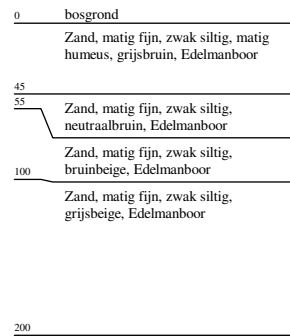 0 bosgrond
Zand, matig fijn, zwak siltig, matig
humeus, grijsbruin, Edelmanboor
45
55
Zand, matig fijn, zwak siltig,
neutraalbruin, Edelmanboor
Zand, matig fijn, zwak siltig,
bruinbeige, Edelmanboor
100
Zand, matig fijn, zwak siltig,
grijsbeige, Edelmanboor
200